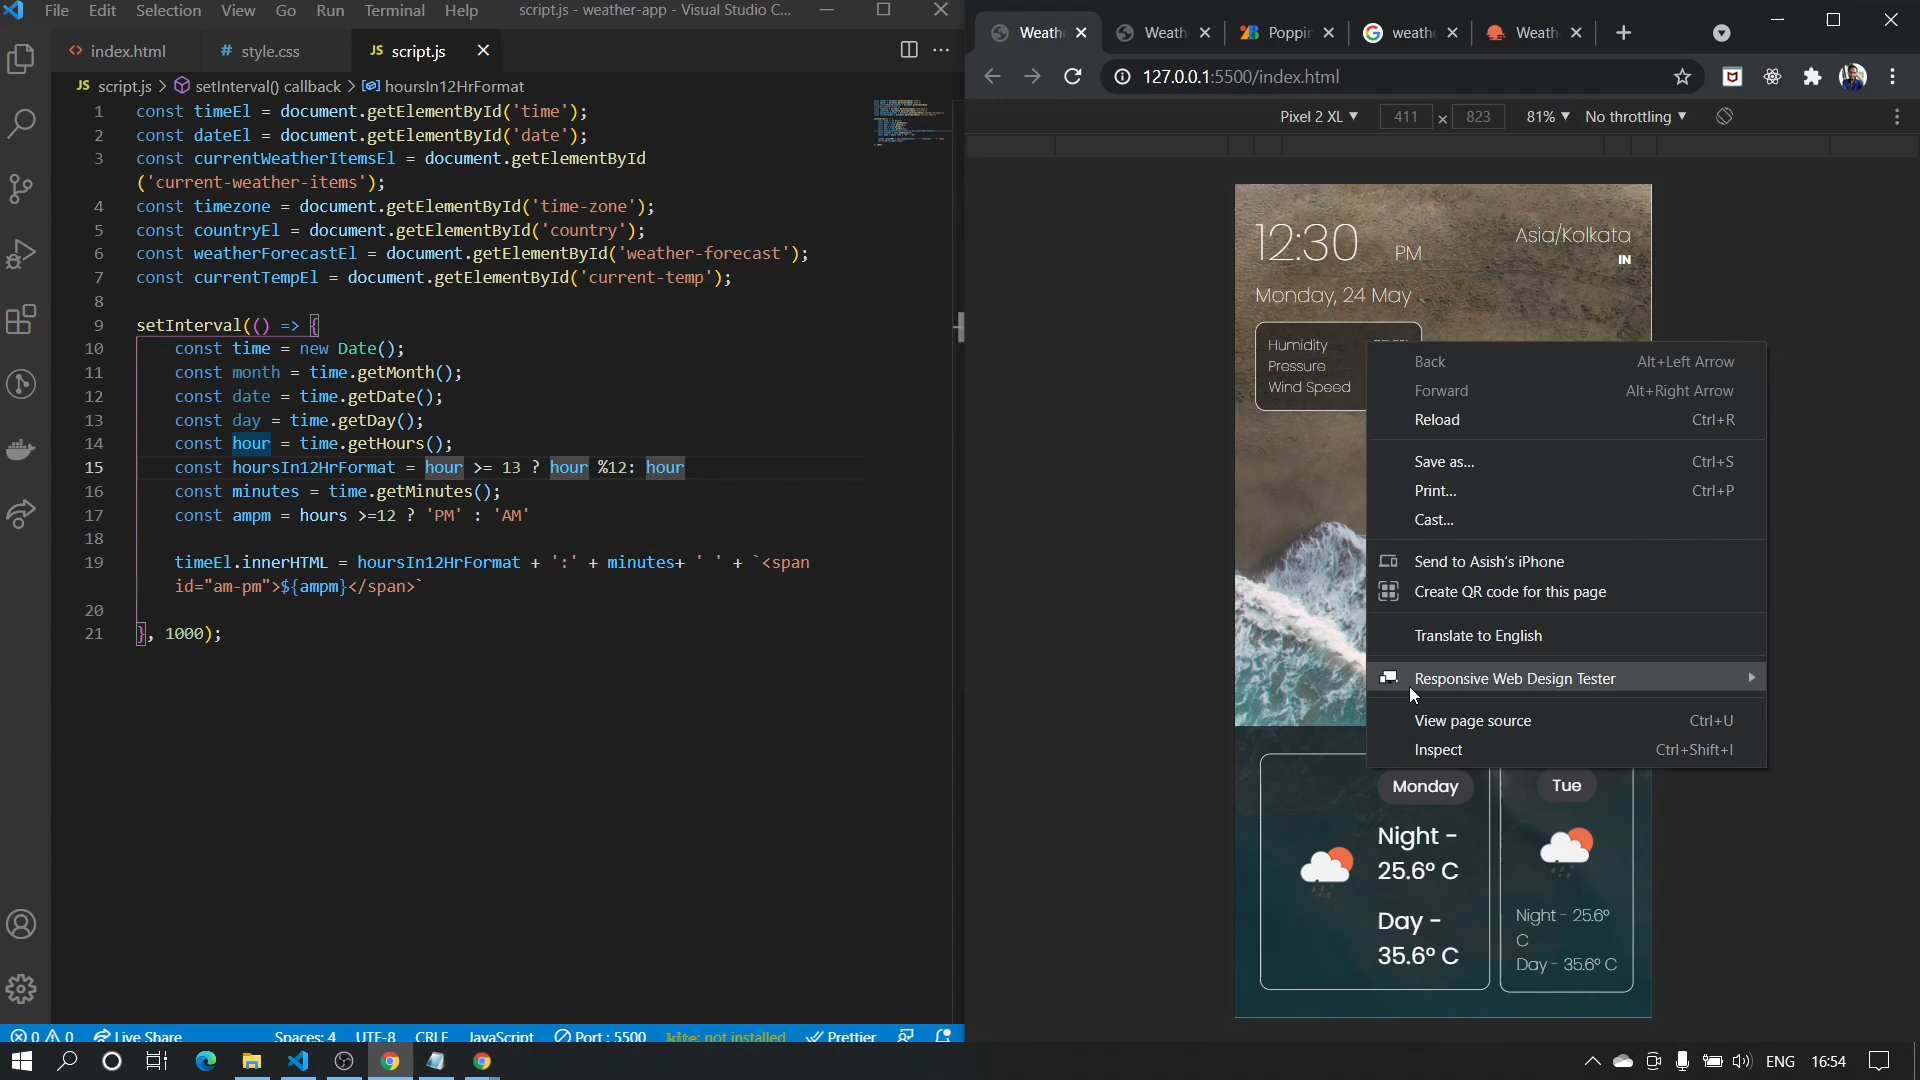 File Edit Selection View Go Run Terminal Help script.js - weather-app - Visual Studio C...
index.html # style.css JS script.js
JS script.js > setInterval() callback > hoursIn12HrFormat
1 const timeEl = document.getElementById('time');
2 const dateEl = document.getElementById('date');
3 const currentWeatherItemsEl = document.getElementById
('current-weather-items');
4 const timezone = document.getElementById('time-zone');
5 const countryEl = document.getElementById('country');
6 const weatherForecastEl = document.getElementById('weather-forecast');
7 const currentTempEl = document.getElementById('current-temp');
8
9 setInterval(() => {
10 const time = new Date();
11 const month = time.getMonth();
12 const date = time.getDate();
13 const day = time.getDay();
14 const hour = time.getHours();
15 const hoursIn12HrFormat = hour >= 13 ? hour %12: hour
16 const minutes = time.getMinutes();
17 const ampm = hours >=12 ? 'PM' : 'AM'
18
19 timeEl.innerHTML = hoursIn12HrFormat + ':' + minutes+ ' ' + `<span
id="am-pm">${ampm}</span>`
20
21 }, 1000);
0 0 Live Share Spaces: 4 UTF-8 CRLF JavaScript Port : 5500 kite: not installed Prettier
Weath Weath Poppin weath Weath
127.0.0.1:5500/index.html
Pixel 2 XL 411 × 823 81% No throttling
12:30 PM Asia/Kolkata
IN
Monday, 24 May
Humidity
Pressure
Wind Speed
Back Alt+Left Arrow
Forward Alt+Right Arrow
Reload Ctrl+R
Save as... Ctrl+S
Print... Ctrl+P
Cast...
Send to Asish's iPhone
Create QR code for this page
Translate to English
Responsive Web Design Tester
View page source Ctrl+U
Inspect Ctrl+Shift+I
Monday
Night -
25.6° C
Day -
35.6° C
Tue
Night - 25.6°
C
Day - 35.6° C
ENG 16:54